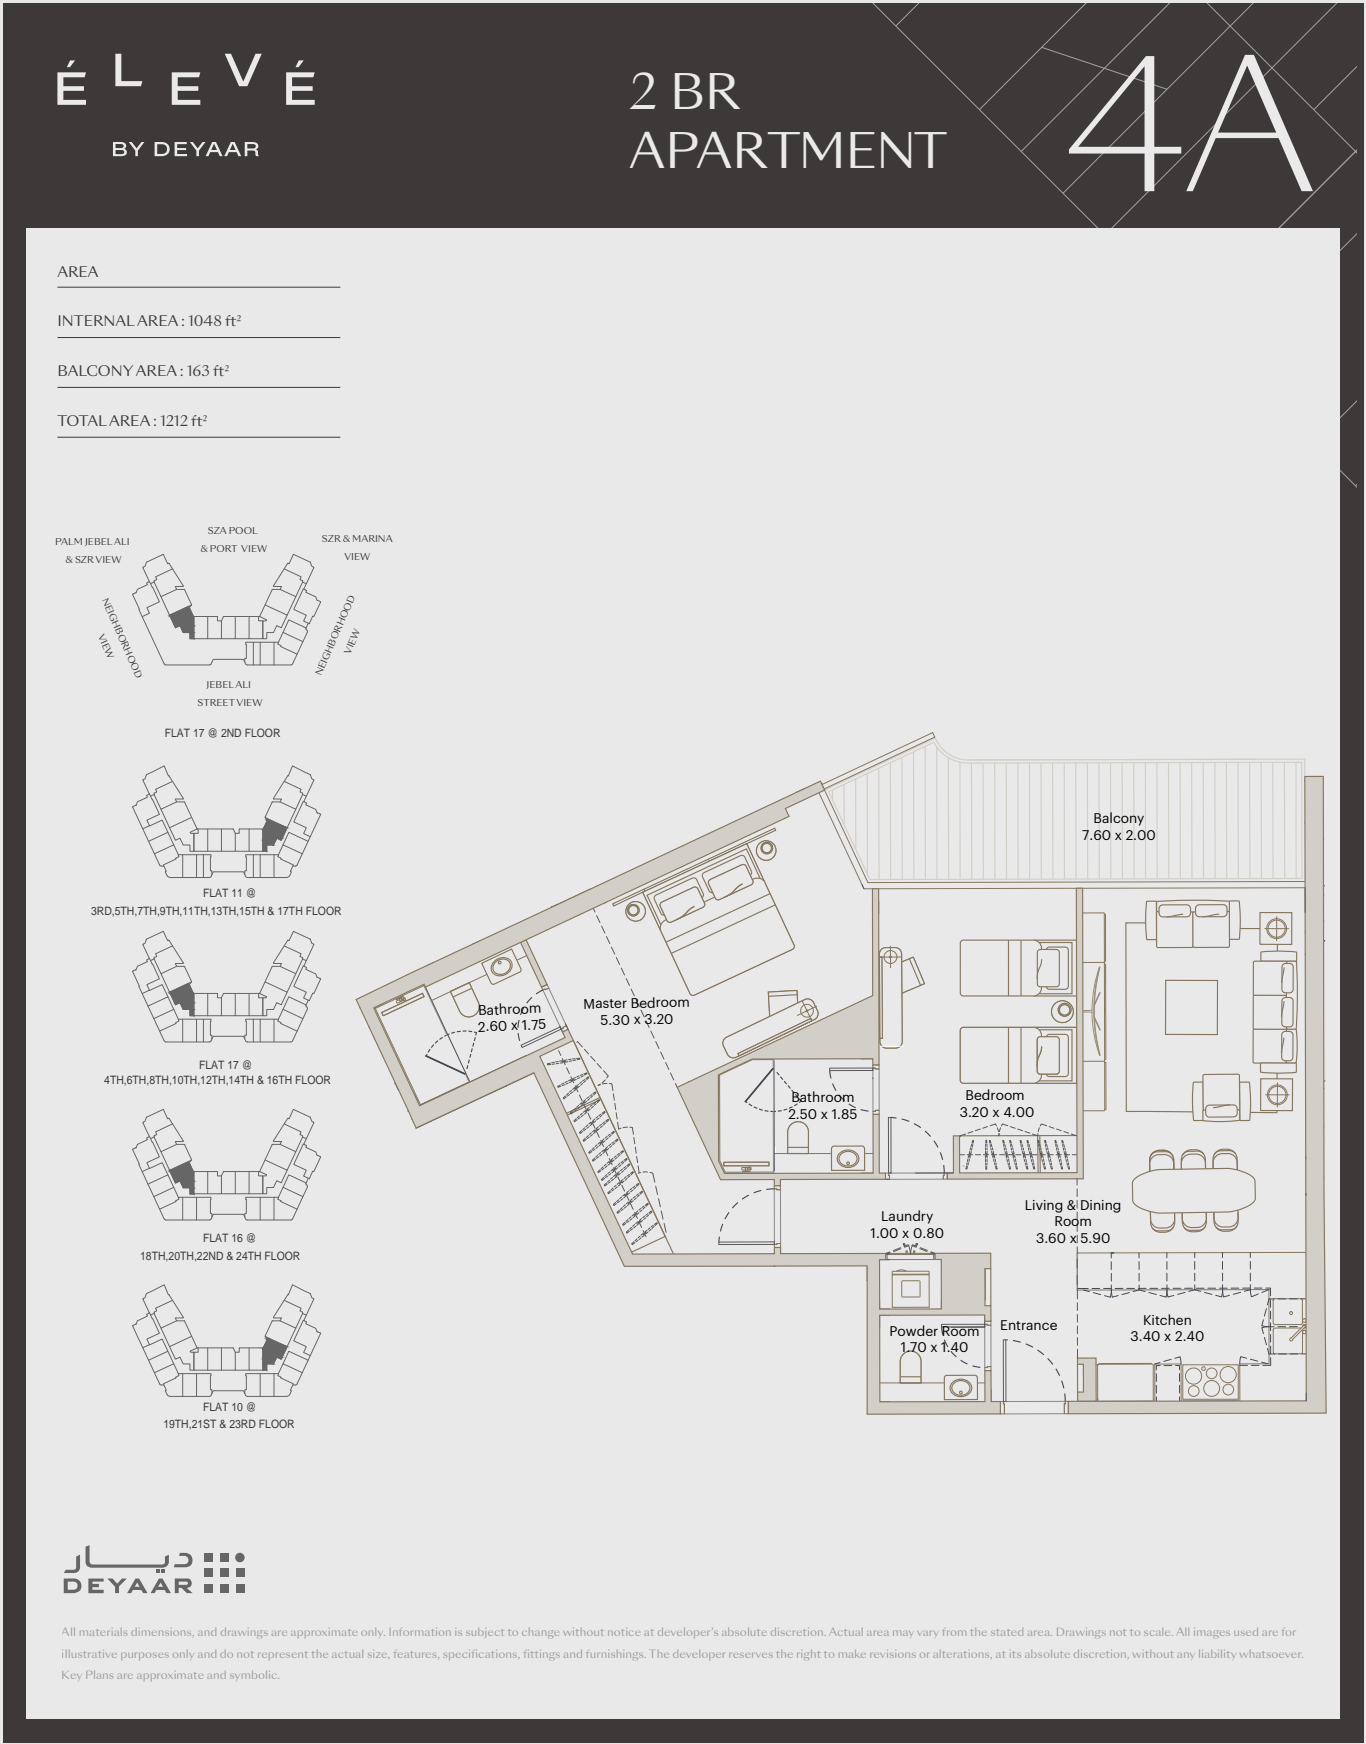 ÉLEVÉ
BY DEYAAR
2 BR
APARTMENT
4A
AREA
INTERNAL AREA : 1048 ft²
BALCONY AREA : 163 ft²
TOTAL AREA : 1212 ft²
PALM JEBEL ALI
& SZR VIEW
SZA POOL
& PORT VIEW
SZR & MARINA
VIEW
NEIGHBORHOOD
VIEW
NEIGHBORHOOD
VIEW
JEBEL ALI
STREET VIEW
FLAT 17 @ 2ND FLOOR
FLAT 11 @
3RD,5TH,7TH,9TH,11TH,13TH,15TH & 17TH FLOOR
FLAT 17 @
4TH,6TH,8TH,10TH,12TH,14TH & 16TH FLOOR
FLAT 16 @
18TH,20TH,22ND & 24TH FLOOR
FLAT 10 @
19TH,21ST & 23RD FLOOR
Balcony
7.60 x 2.00
Bathroom
2.60 x 1.75
Master Bedroom
5.30 x 3.20
Bathroom
2.50 x 1.85
Bedroom
3.20 x 4.00
Laundry
1.00 x 0.80
Living & Dining
Room
3.60 x 5.90
Powder Room
1.70 x 1.40
Entrance
Kitchen
3.40 x 2.40
ديار
DEYAAR
All materials dimensions, and drawings are approximate only. Information is subject to change without notice at developer's absolute discretion. Actual area may vary from the stated area. Drawings not to scale. All images used are for
illustrative purposes only and do not represent the actual size, features, specifications, fittings and furnishings. The developer reserves the right to make revisions or alterations, at its absolute discretion, without any liability whatsoever.
Key Plans are approximate and symbolic.